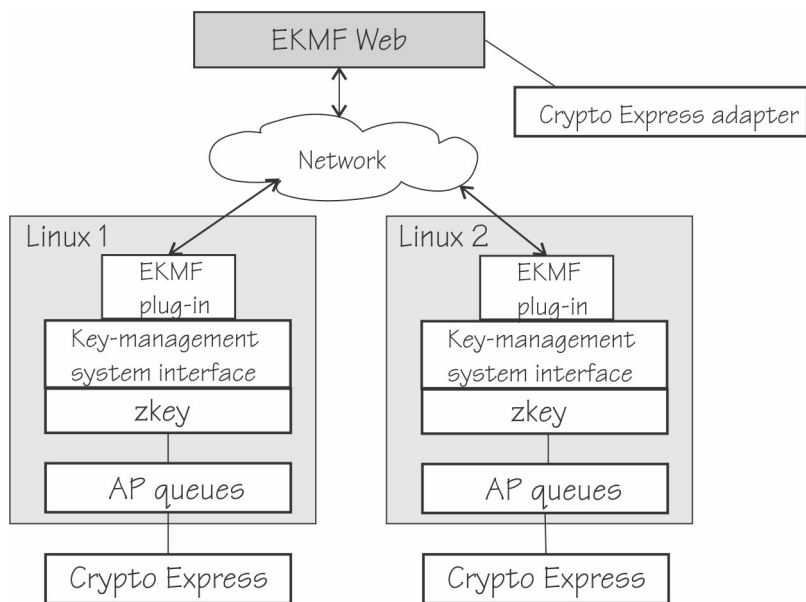 EKMF Web
Crypto Express adapter
Network
Linux 1
EKMF
plug-in
Key-management
system interface
zkey
AP queues
Crypto Express
Linux 2
EKMF
plug-in
Key-management
system interface
zkey
AP queues
Crypto Express